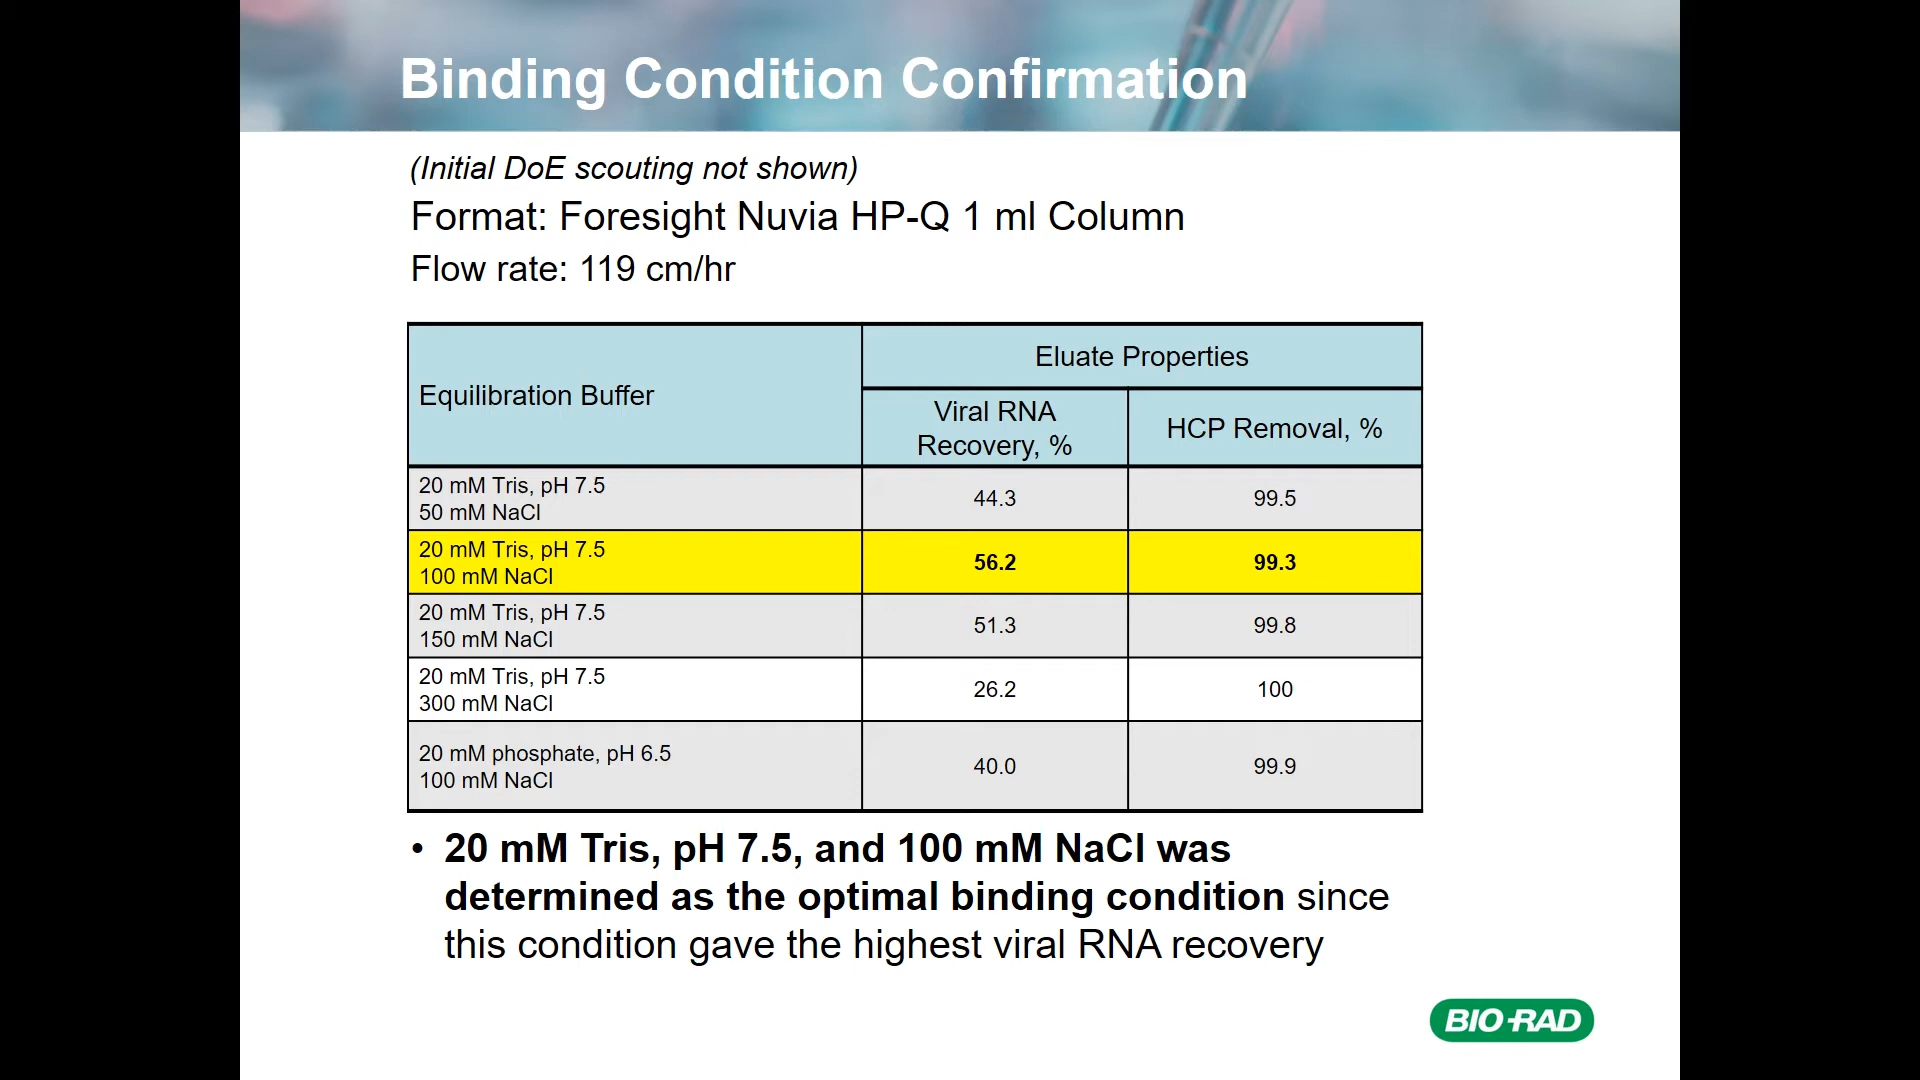 Binding Condition Confirmation
(Initial DoE scouting not shown)
Format: Foresight Nuvia HP-Q 1 ml Column
Flow rate: 119 cm/hr
Equilibration Buffer
Eluate Properties
Viral RNA
Recovery, %
HCP Removal, %
20 mM Tris, pH 7.5
50 mM NaCl
44.3
99.5
20 mM Tris, pH 7.5
100 mM NaCl
56.2
99.3
20 mM Tris, pH 7.5
150 mM NaCl
51.3
99.8
20 mM Tris, pH 7.5
300 mM NaCl
26.2
100
20 mM phosphate, pH 6.5
100 mM NaCl
40.0
99.9
• 20 mM Tris, pH 7.5, and 100 mM NaCl was
determined as the optimal binding condition since
this condition gave the highest viral RNA recovery
BIO-RAD